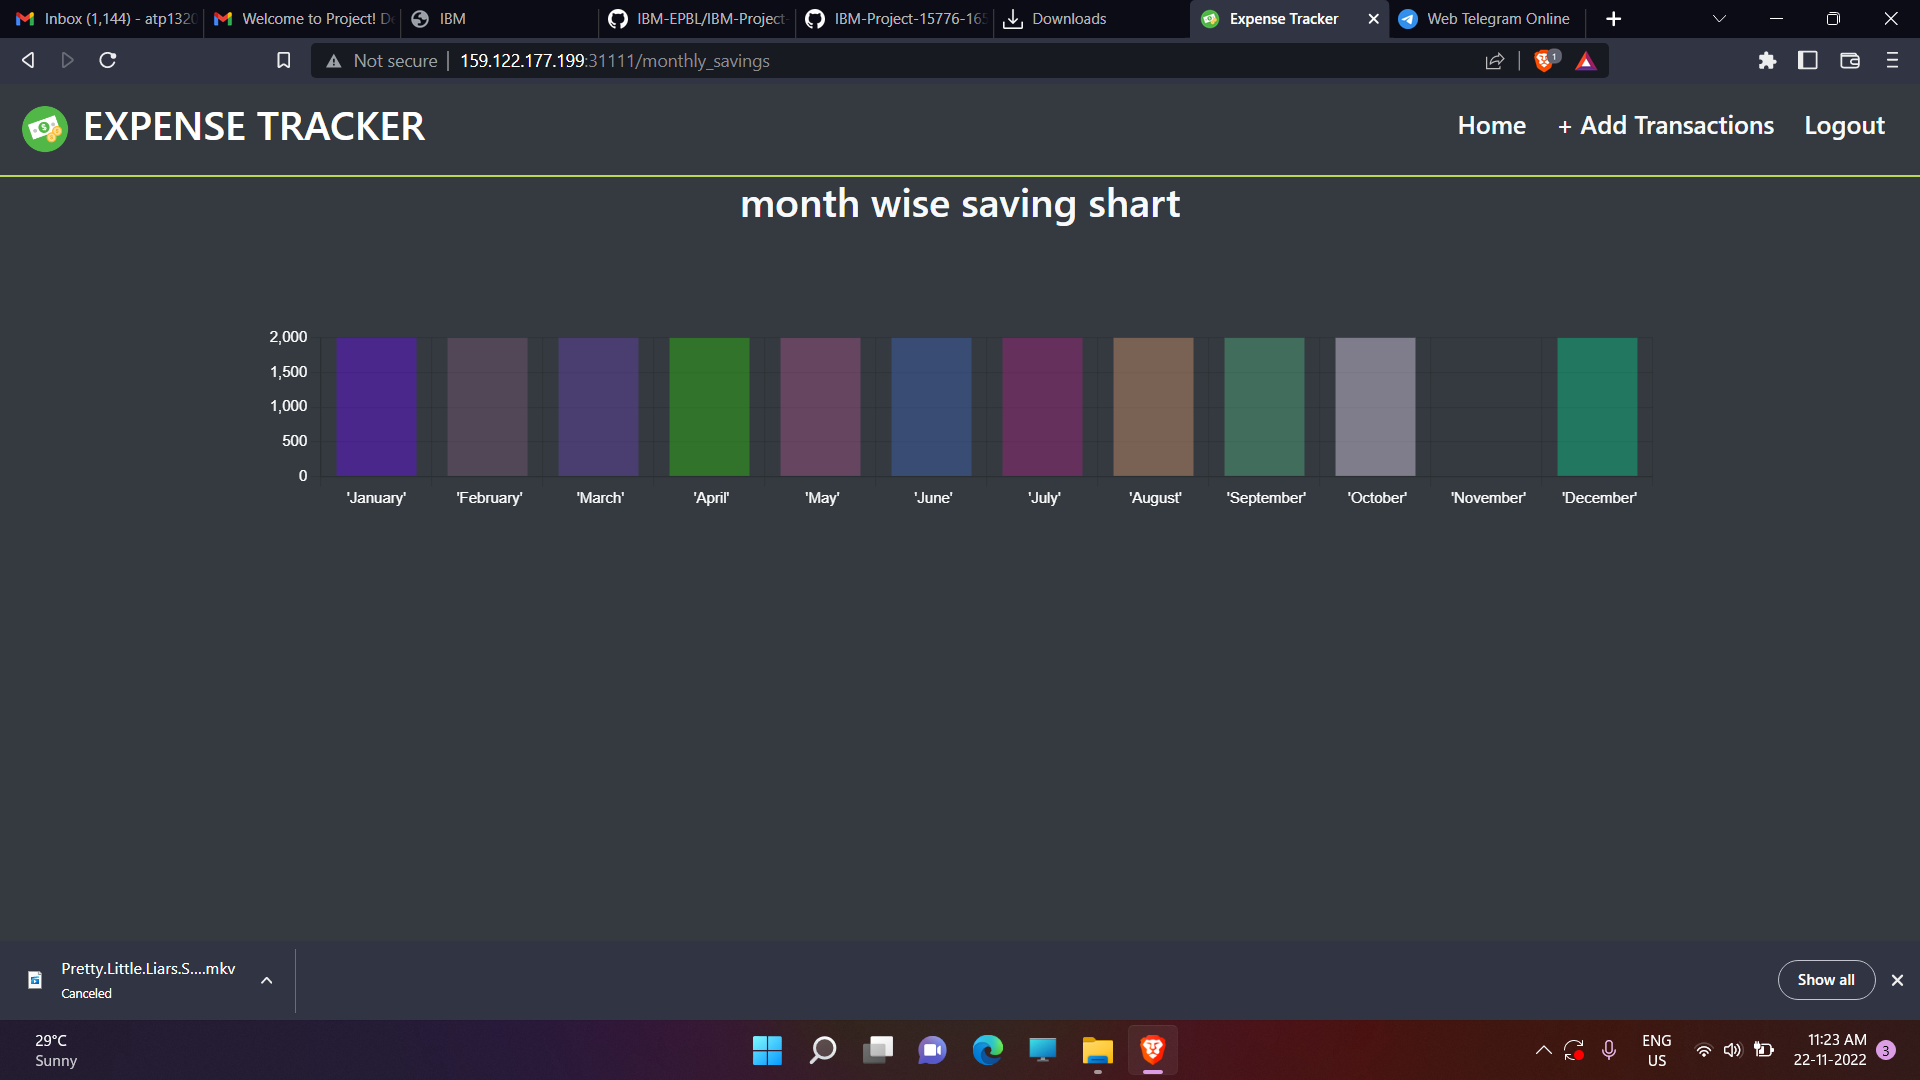 Inbox (1,144) - atp1320
Welcome to Project! De
IBM
IBM-EPBL/IBM-Project-
IBM-Project-15776-165
Downloads
Expense Tracker
Web Telegram Online
Not secure
159.122.177.199:31111/monthly_savings
1
EXPENSE TRACKER
Home
+ Add Transactions
Logout
month wise saving shart
2,000
1,500
1,000
500
0
'January'
'February'
'March'
'April'
'May'
'June'
'July'
'August'
'September'
'October'
'November'
'December'
Pretty.Little.Liars.S....mkv
Canceled
Show all
29°C
Sunny
ENG
US
11:23 AM
22-11-2022
3